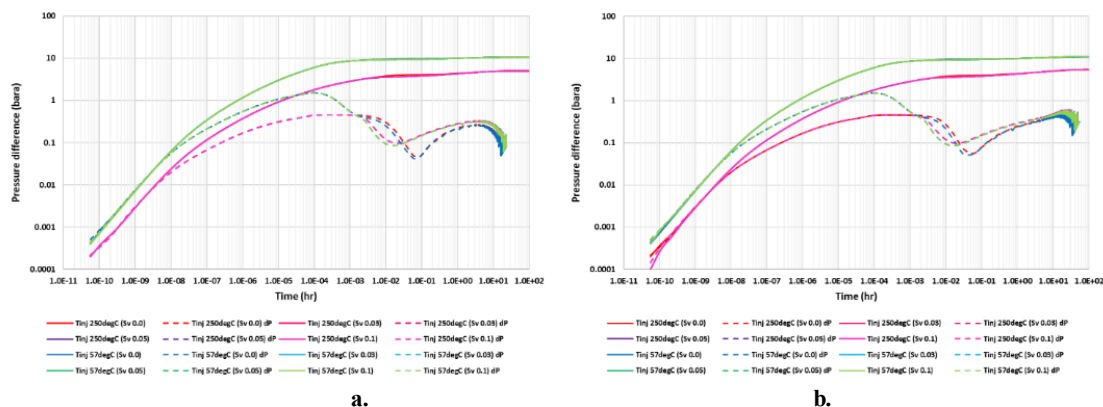 100
10
1
0.1
0.01
0.001
0.0001
Pressure difference (bara)
1.0E-11 1.0E-10 1.0E-09 1.0E-08 1.0E-07 1.0E-06 1.0E-05 1.0E-04 1.0E-03 1.0E-02 1.0E-01 1.0E+00 1.0E+01 1.0E+02
Time (hr)
Tinj 250degC (Sv 0.0) Tinj 250degC (Sv 0.0) dP Tinj 250degC (Sv 0.03) Tinj 250degC (Sv 0.03) dP
Tinj 250degC (Sv 0.05) Tinj 250degC (Sv 0.05) dP Tinj 250degC (Sv 0.1) Tinj 250degC (Sv 0.1) dP
Tinj 57degC (Sv 0.0) Tinj 57degC (Sv 0.0) dP Tinj 57degC (Sv 0.03) Tinj 57degC (Sv 0.03) dP
Tinj 57degC (Sv 0.05) Tinj 57degC (Sv 0.05) dP Tinj 57degC (Sv 0.1) Tinj 57degC (Sv 0.1) dP
a.
100
10
1
0.1
0.01
0.001
0.0001
Pressure difference (bara)
1.0E-11 1.0E-10 1.0E-09 1.0E-08 1.0E-07 1.0E-06 1.0E-05 1.0E-04 1.0E-03 1.0E-02 1.0E-01 1.0E+00 1.0E+01 1.0E+02
Time (hr)
Tinj 250degC (Sv 0.0) Tinj 250degC (Sv 0.0) dP Tinj 250degC (Sv 0.03) Tinj 250degC (Sv 0.03) dP
Tinj 250degC (Sv 0.05) Tinj 250degC (Sv 0.05) dP Tinj 250degC (Sv 0.1) Tinj 250degC (Sv 0.1) dP
Tinj 57degC (Sv 0.0) Tinj 57degC (Sv 0.0) dP Tinj 57degC (Sv 0.03) Tinj 57degC (Sv 0.03) dP
Tinj 57degC (Sv 0.05) Tinj 57degC (Sv 0.05) dP Tinj 57degC (Sv 0.1) Tinj 57degC (Sv 0.1) dP
b.